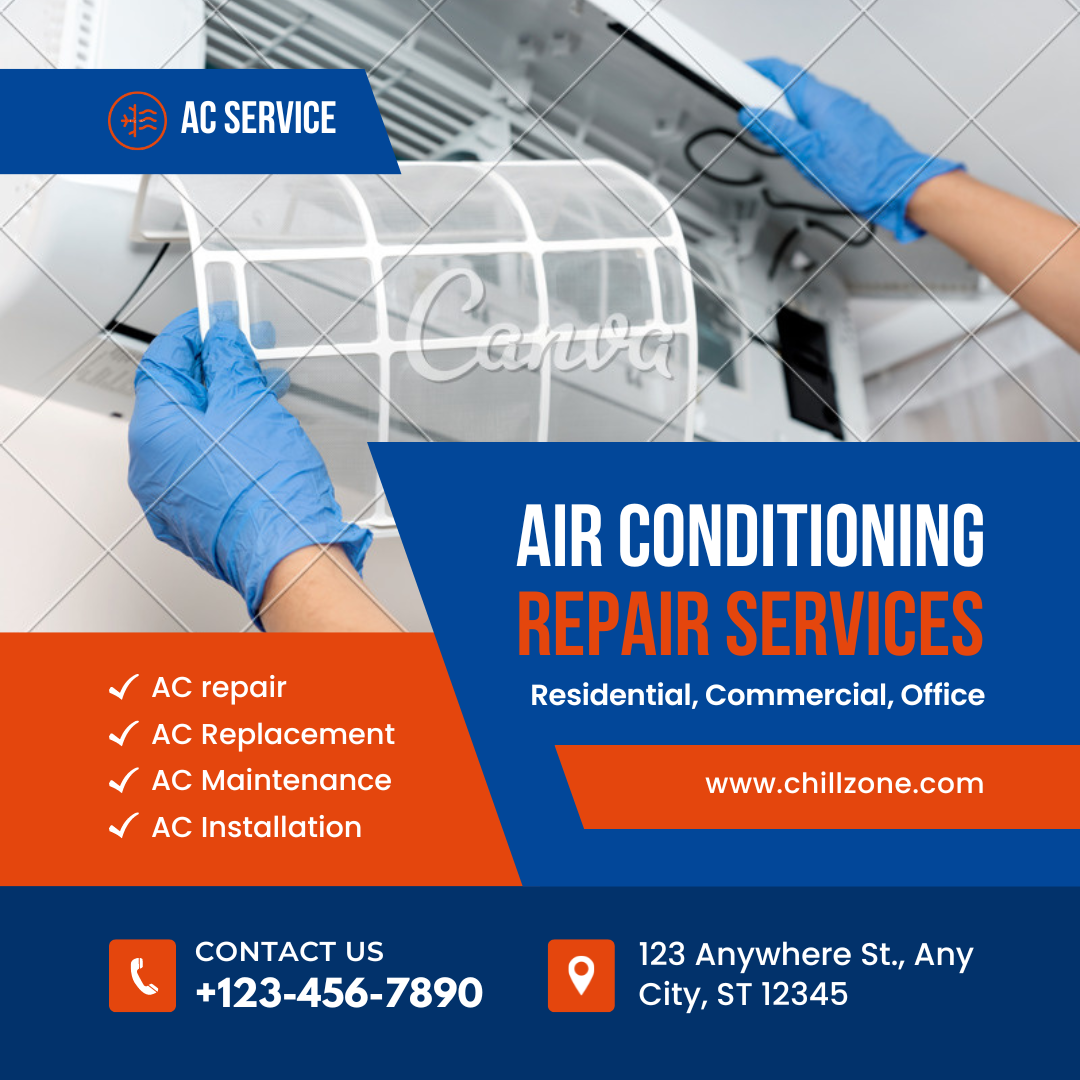 AC SERVICE
Canva
AIR CONDITIONING
REPAIR SERVICES
Residential, Commercial, Office
www.chillzone.com
AC repair
AC Replacement
AC Maintenance
AC Installation
CONTACT US
+123-456-7890
123 Anywhere St., Any
City, ST 12345